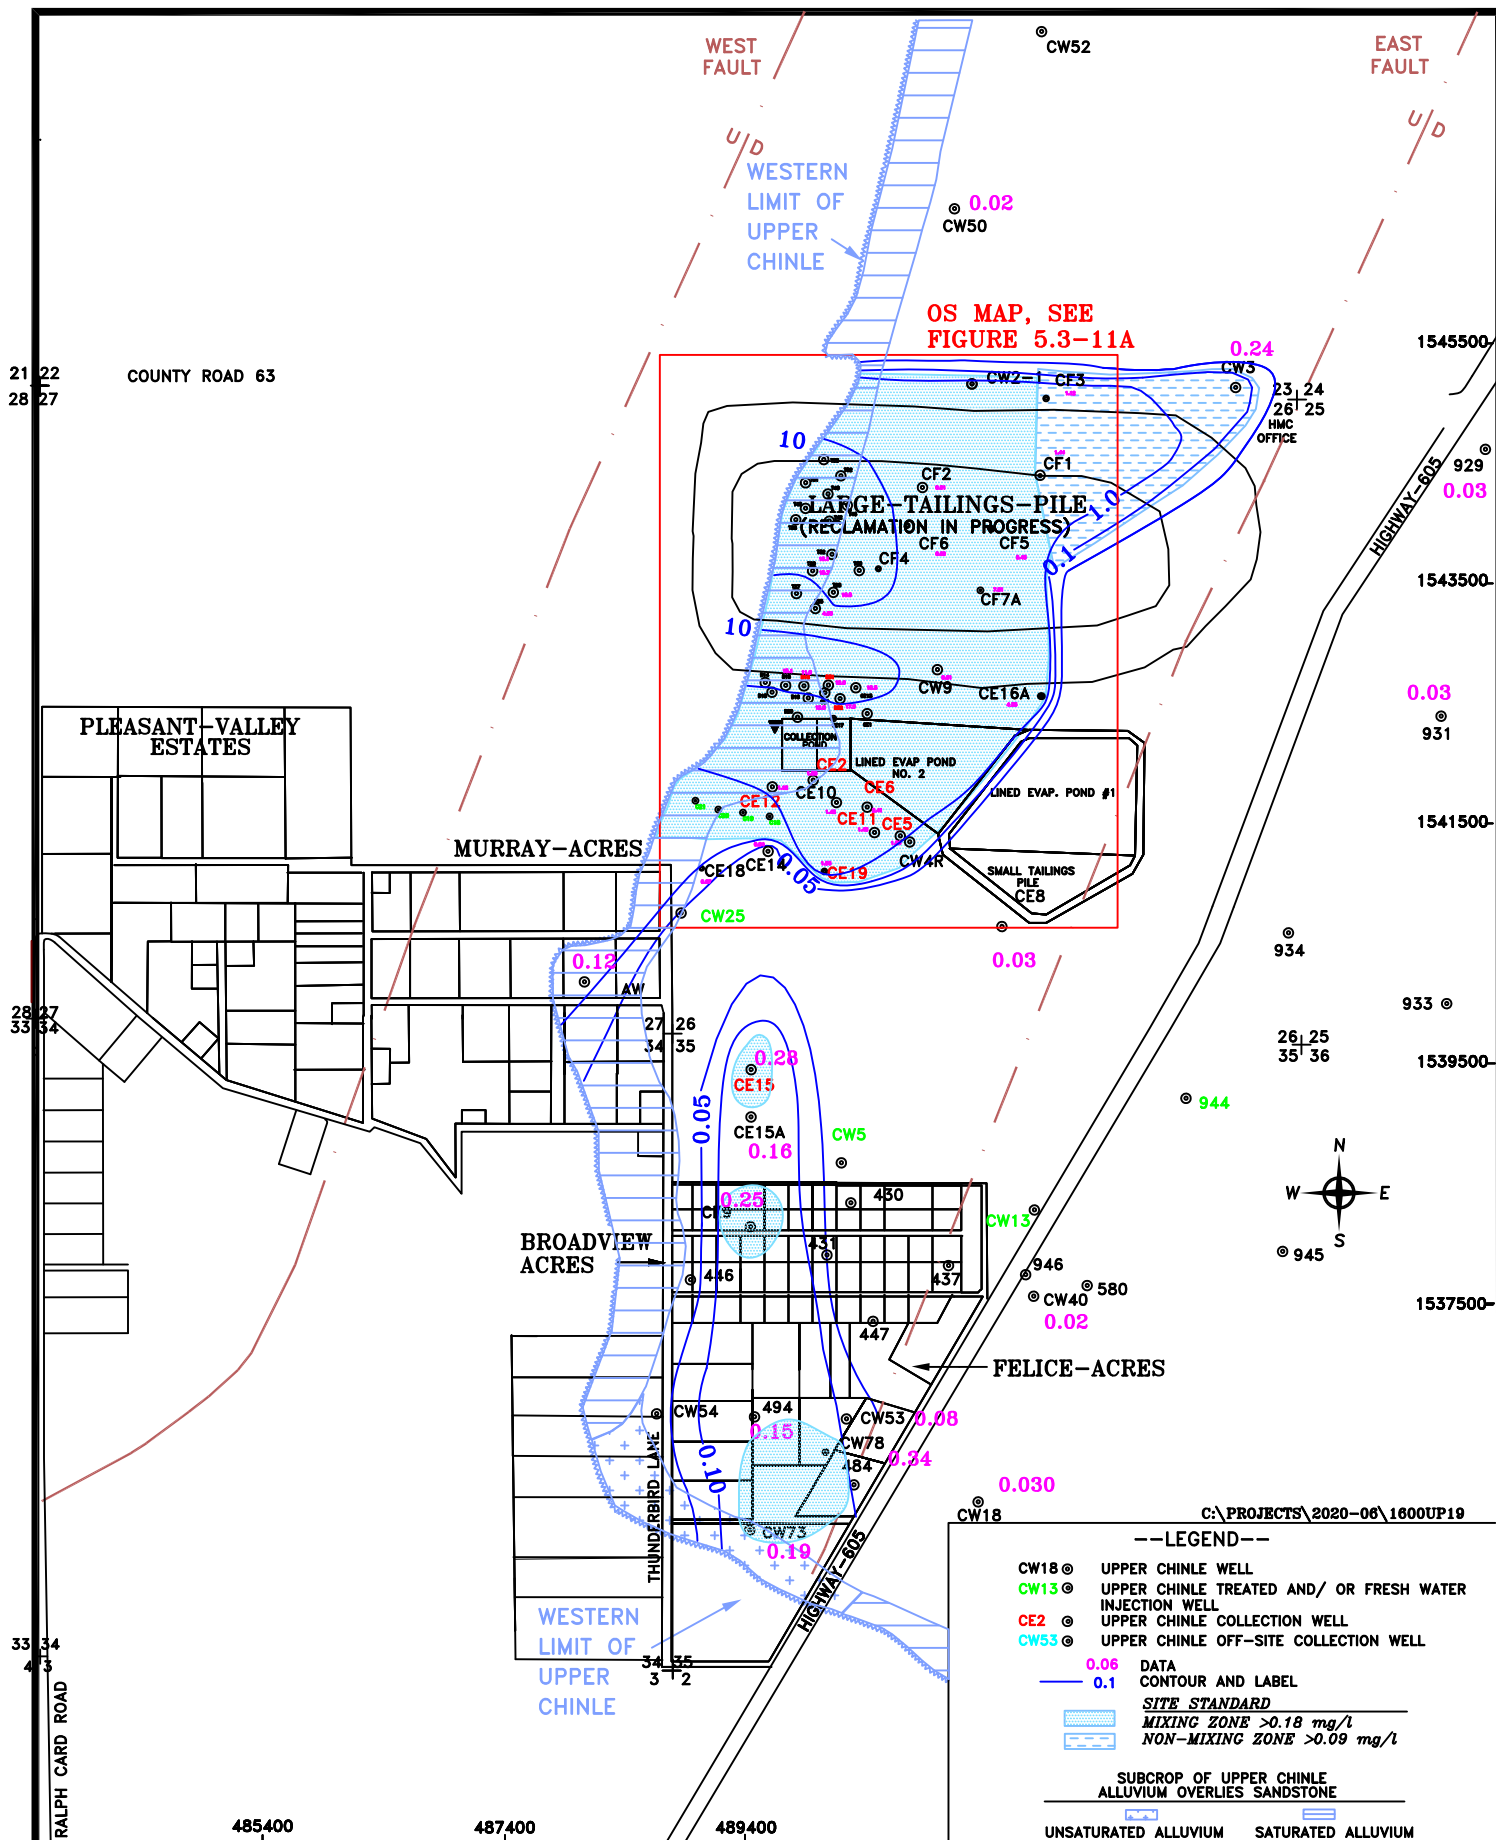 WEST
FAULT
EAST
FAULT
CW52
U/D
U/D
WESTERN
LIMIT OF
UPPER
CHINLE
0.02
CW50
OS MAP, SEE
FIGURE 5.3-11A
1545500
0.24
21 22
28 27
COUNTY ROAD 63
CW2-1
CF3
CW3
23 24
26 25
HMC
OFFICE
10
CF2
CF1
929
0.03
HIGHWAY-605
LARGE-TAILINGS-PILE
(RECLAMATION IN PROGRESS)
1.0
0.1
CF6
CF5
CF4
CF7A
1543500
10
CW9
CE16A
0.03
931
PLEASANT-VALLEY
ESTATES
COLLECTION
POND
CE2
LINED EVAP POND
NO. 2
CE10
CE6
LINED EVAP. POND #1
CE12
CE11
CE5
1541500
MURRAY-ACRES
CE14
CW4R
0.05
CE18
CE19
SMALL TAILINGS
PILE
CE8
CW25
0.12
AW
0.03
934
933
28 27
33 34
27 26
34 35
26 25
35 36
1539500
0.28
CE15
0.05
CE15A
0.16
CW5
944
N
W E
S
0.25
430
CW13
BROADVIEW
ACRES
431
437
446
946
945
580
CW40
0.02
1537500
447
FELICE-ACRES
CW54
494
0.15
CW53
0.08
CW78
0.34
484
0.10
THUNDERBIRD LANE
0.030
CW18
CW73
0.19
HIGHWAY-605
WESTERN
LIMIT OF
UPPER
CHINLE
33 34
4 3
34 35
3 2
RALPH CARD ROAD
C:\PROJECTS\2020-06\1600UP19
--LEGEND--
CW18 UPPER CHINLE WELL
CW13 UPPER CHINLE TREATED AND/ OR FRESH WATER
INJECTION WELL
CE2 UPPER CHINLE COLLECTION WELL
CW53 UPPER CHINLE OFF-SITE COLLECTION WELL
0.06 DATA
0.1 CONTOUR AND LABEL
SITE STANDARD
MIXING ZONE >0.18 mg/l
NON-MIXING ZONE >0.09 mg/l
SUBCROP OF UPPER CHINLE
ALLUVIUM OVERLIES SANDSTONE
UNSATURATED ALLUVIUM SATURATED ALLUVIUM
485400
487400
489400